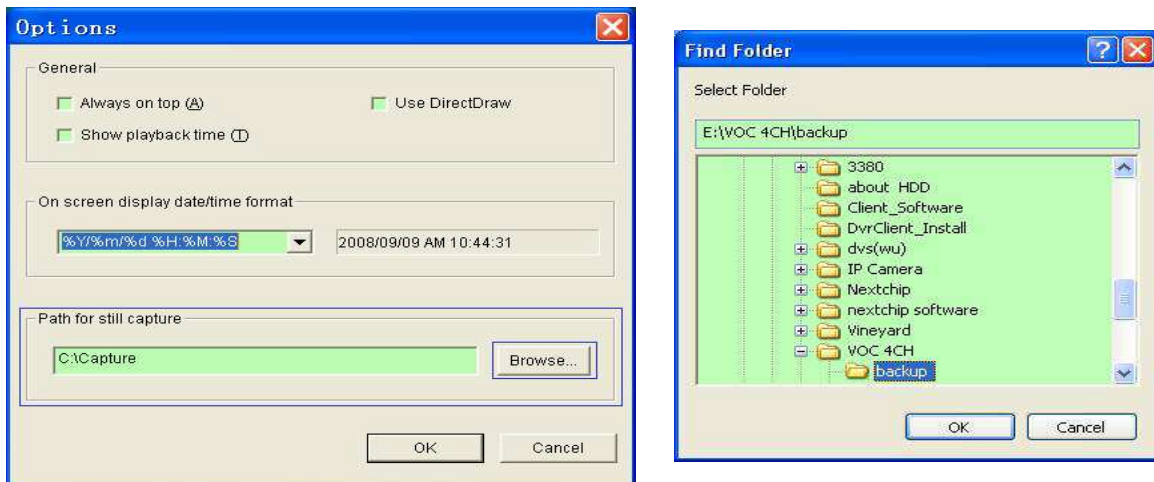 Options
General
Always on top (A)
Use DirectDraw
Show playback time (T)
On screen display date/time format
%Y/%m/%d %H:%M:%S
2008/09/09 AM 10:44:31
Path for still capture
C:\Capture
Browse...
OK
Cancel
Find Folder
Select Folder
E:\VOC 4CH\backup
3380
about HDD
Client_Software
DvrClient_Install
dvs(wu)
IP Camera
Nextchip
nextchip software
Vineyard
VOC 4CH
backup
OK
Cancel